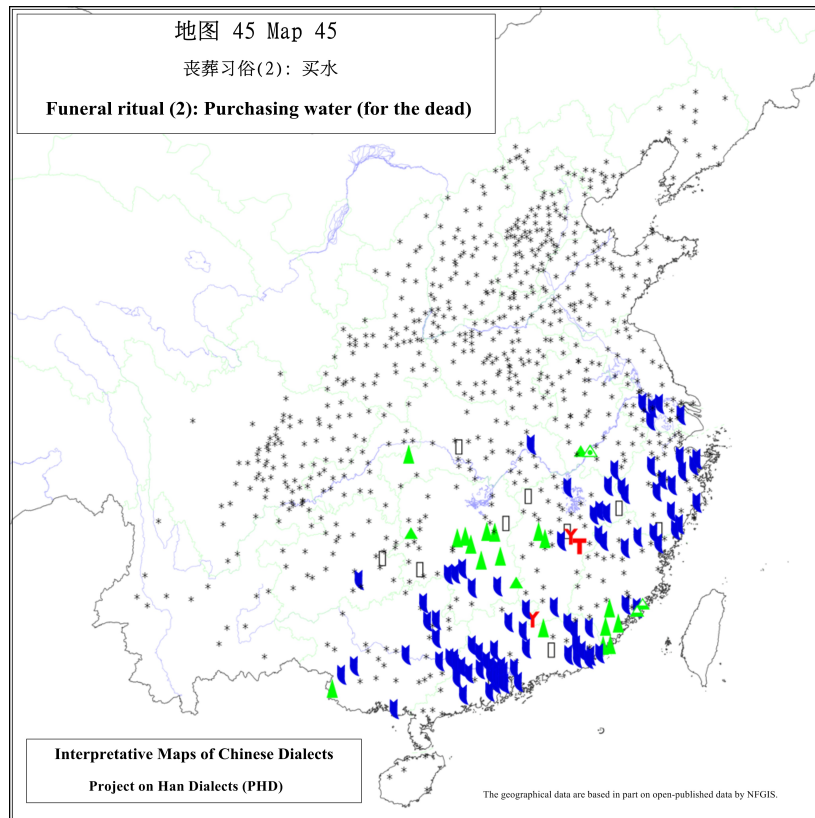 地图 45 Map 45
丧葬习俗(2): 买水
Funeral ritual (2): Purchasing water (for the dead)
Interpretative Maps of Chinese Dialects
Project on Han Dialects (PHD)
The geographical data are based in part on open-published data by NFGIS.